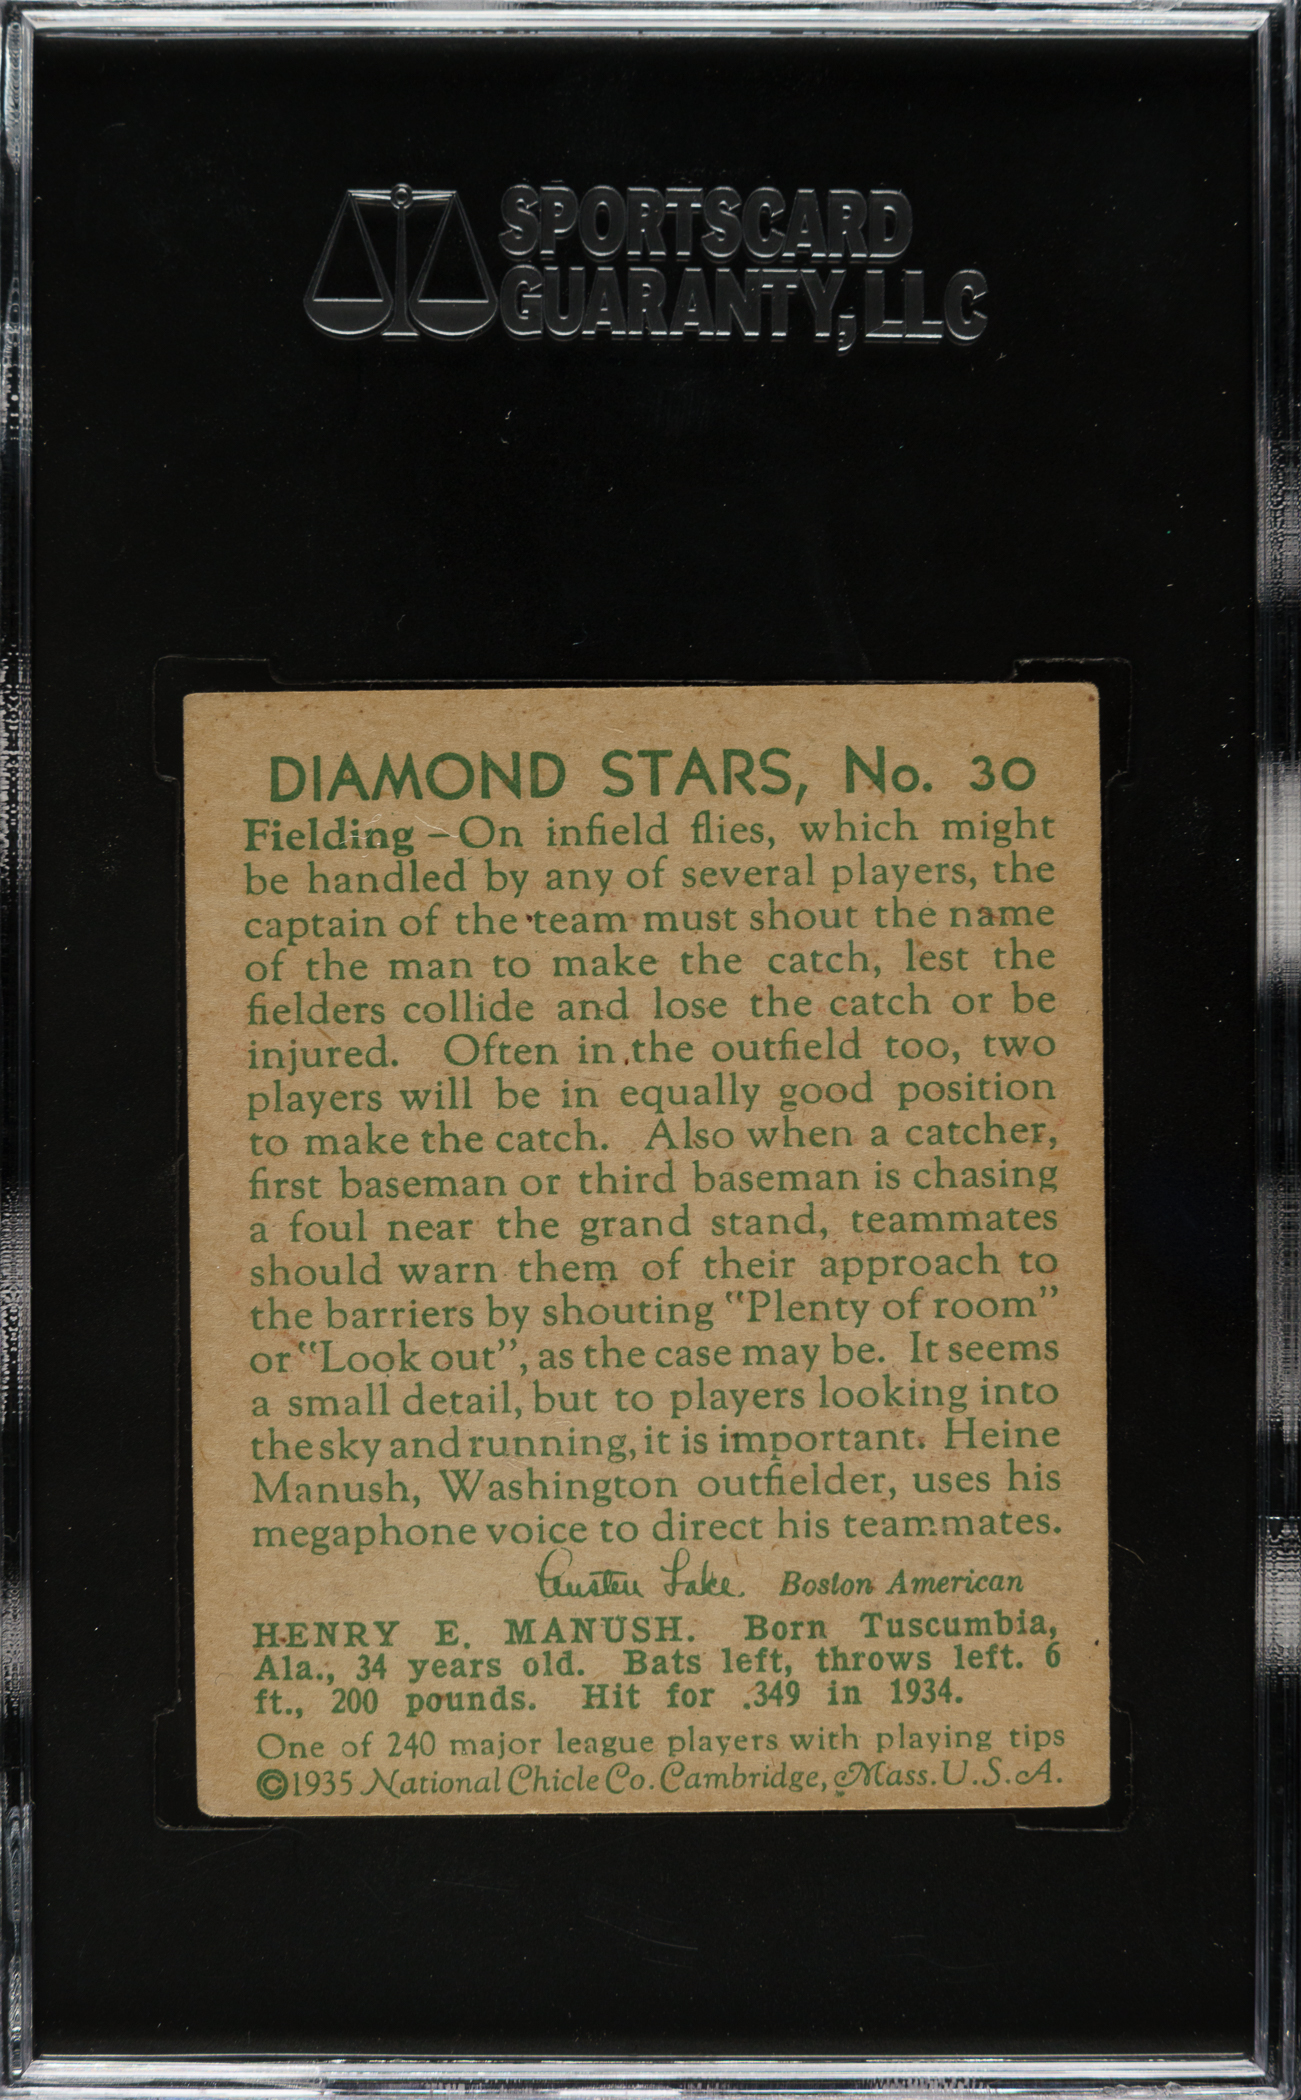 SPORTSCARD
GUARANTY, LLC
DIAMOND STARS, No. 30
Fielding – On infield flies, which might
be handled by any of several players, the
captain of the team must shout the name
of the man to make the catch, lest the
fielders collide and lose the catch or be
injured. Often in the outfield too, two
players will be in equally good position
to make the catch. Also when a catcher,
first baseman or third baseman is chasing
a foul near the grand stand, teammates
should warn them of their approach to
the barriers by shouting "Plenty of room"
or "Look out", as the case may be. It seems
a small detail, but to players looking into
the sky and running, it is important. Heine
Manush, Washington outfielder, uses his
megaphone voice to direct his teammates.
Austen Lake. Boston American
HENRY E. MANUSH. Born Tuscumbia,
Ala., 34 years old. Bats left, throws left. 6
ft., 200 pounds. Hit for .349 in 1934.
One of 240 major league players with playing tips
©1935 National Chicle Co. Cambridge, Mass. U.S.A.